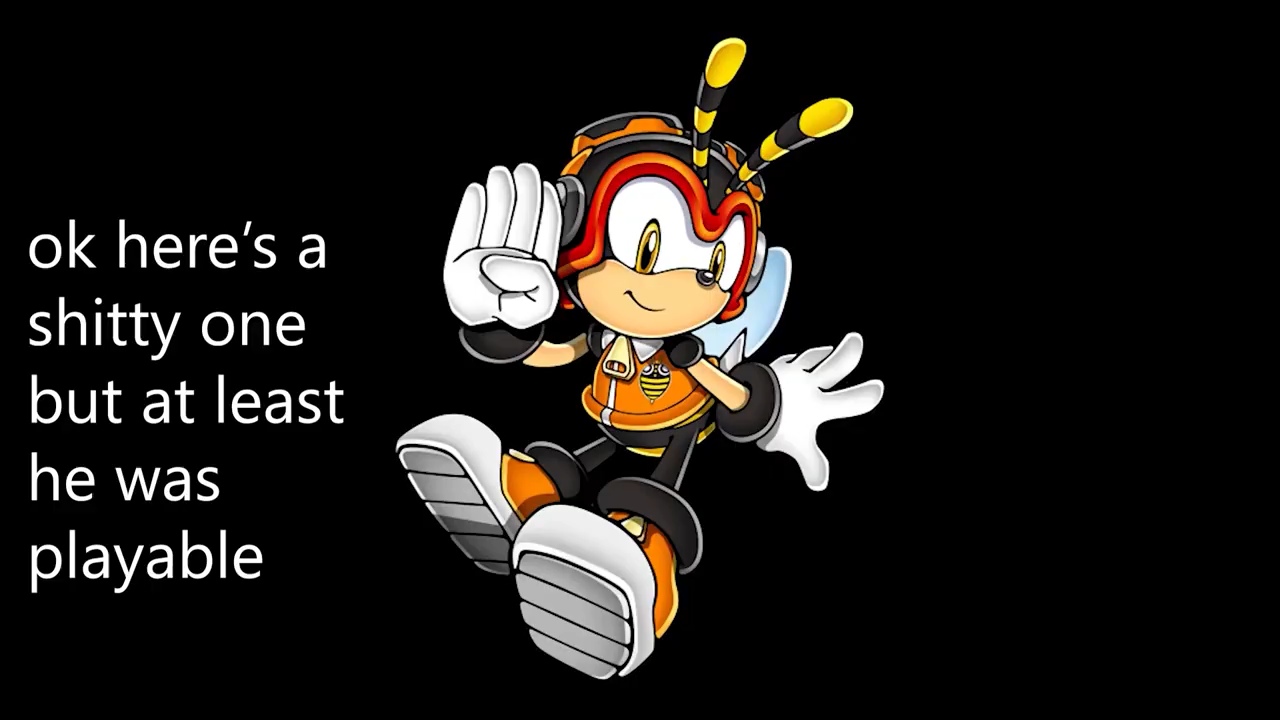 ok here’s a
shitty one
but at least
he was
playable